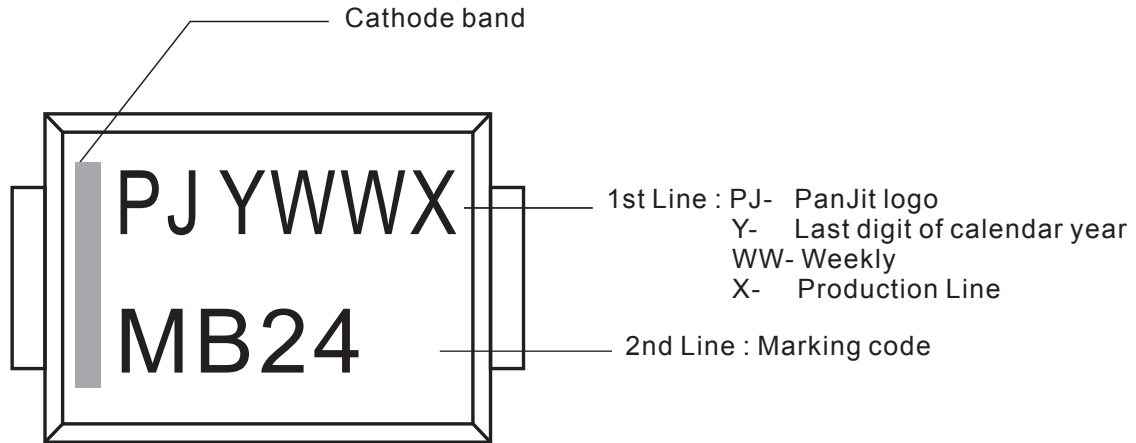 Cathode band
PJ YWWX
1st Line : PJ- PanJit logo
Y- Last digit of calendar year
WW- Weekly
X- Production Line
MB24
2nd Line : Marking code